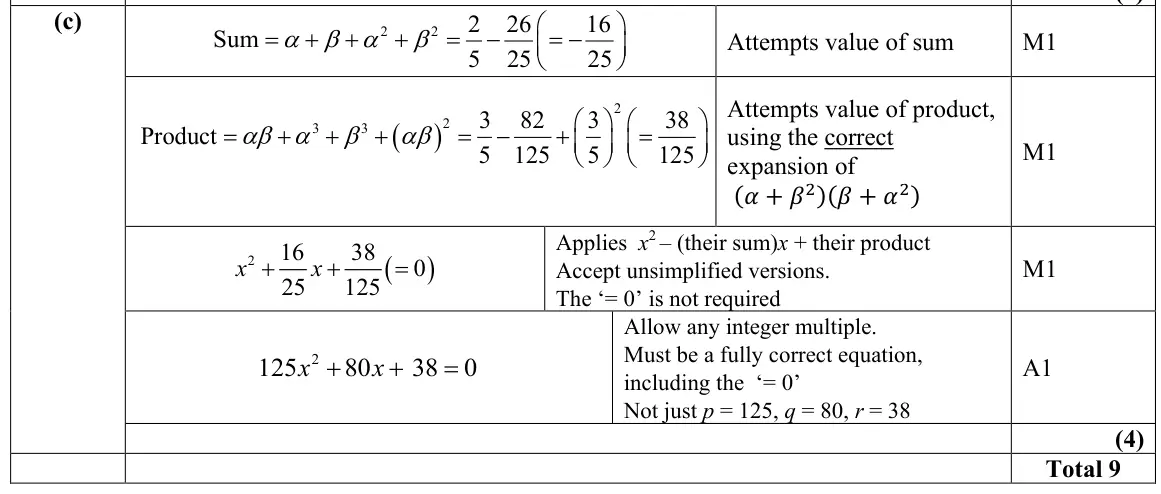 (c)
Sum = α + β + α² + β² = 2/5 − 26/25 (= −16/25)
Attempts value of sum
M1
Product = αβ + α³ + β³ + (αβ)² = 3/5 − 82/125 + (3/5)² (= 38/125)
Attempts value of product,
using the correct
expansion of
(α + β²)(β + α²)
M1
x² + 16/25 x + 38/125 (= 0)
Applies x² – (their sum)x + their product
Accept unsimplified versions.
The ‘= 0’ is not required
M1
125x² + 80x + 38 = 0
Allow any integer multiple.
Must be a fully correct equation,
including the ‘= 0’
Not just p = 125, q = 80, r = 38
A1
(4)
Total 9